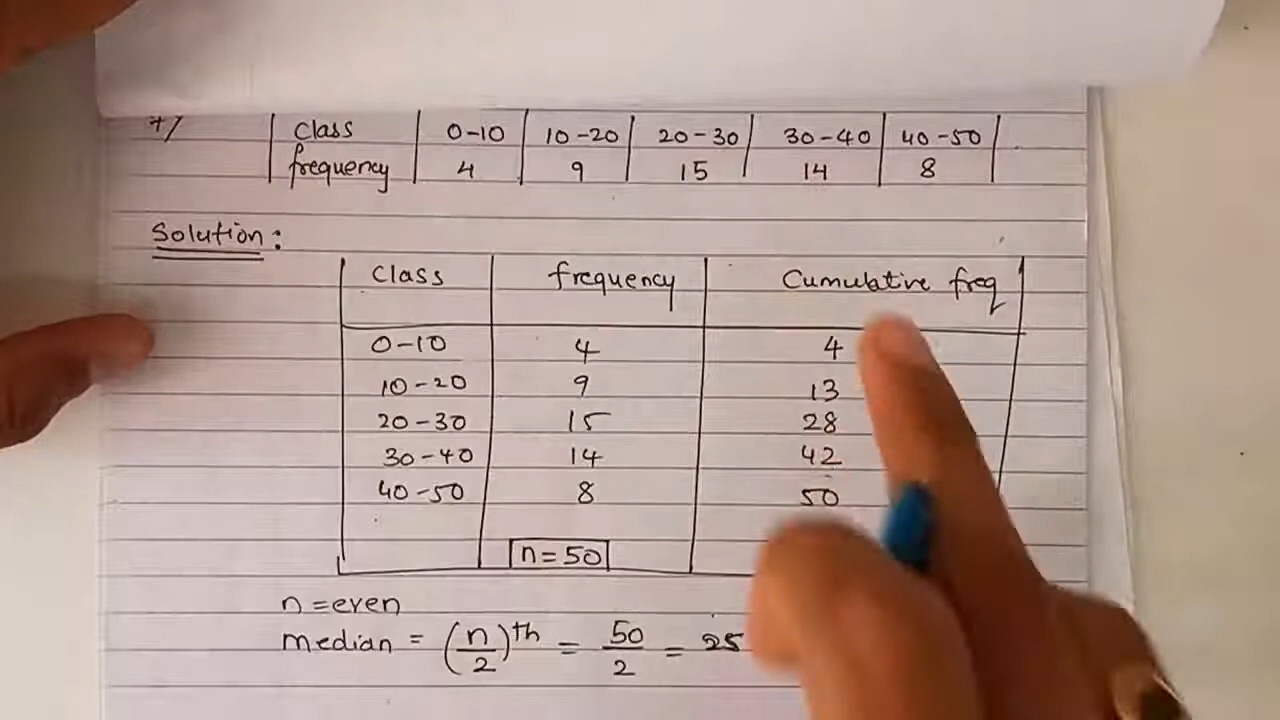 7/ class 0-10 10-20 20-30 30-40 40-50
frequency 4 9 15 14 8
Solution:
Class frequency Cumulative freq
0-10 4 4
10-20 9 13
20-30 15 28
30-40 14 42
40-50 8 50
n=50
n=even
median = (n/2)th = 50/2 = 25